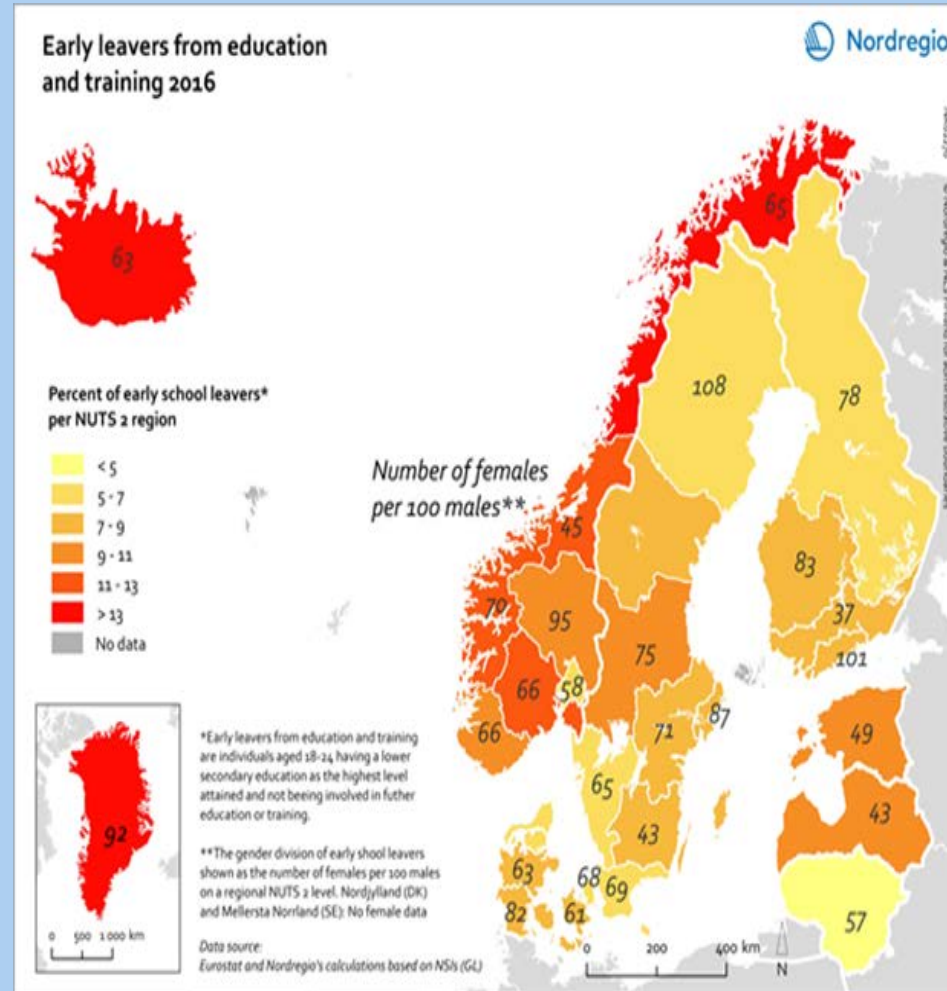 Early leavers from education
and training 2016
Nordregio
63
65
Percent of early school leavers*
per NUTS 2 region
< 5
5 - 7
7 - 9
9 - 11
11 - 13
> 13
No data
Number of females
per 100 males**
108
78
45
83
70
95
37
75
101
66
58
66
71
87
49
65
43
43
63
68
69
82
61
57
92
0 500 1 000 km
*Early leavers from education and training
are individuals aged 18-24 having a lower
secondary education as the highest level
attained and not beeing involved in futher
education or training.
**The gender division of early shool leavers
shown as the number of females per 100 males
on a regional NUTS 2 level. Nordjylland (DK)
and Mellersta Norrland (SE): No female data
Data source:
Eurostat and Nordregio's calculations based on NSIs (GL)
0 200 400 km
N